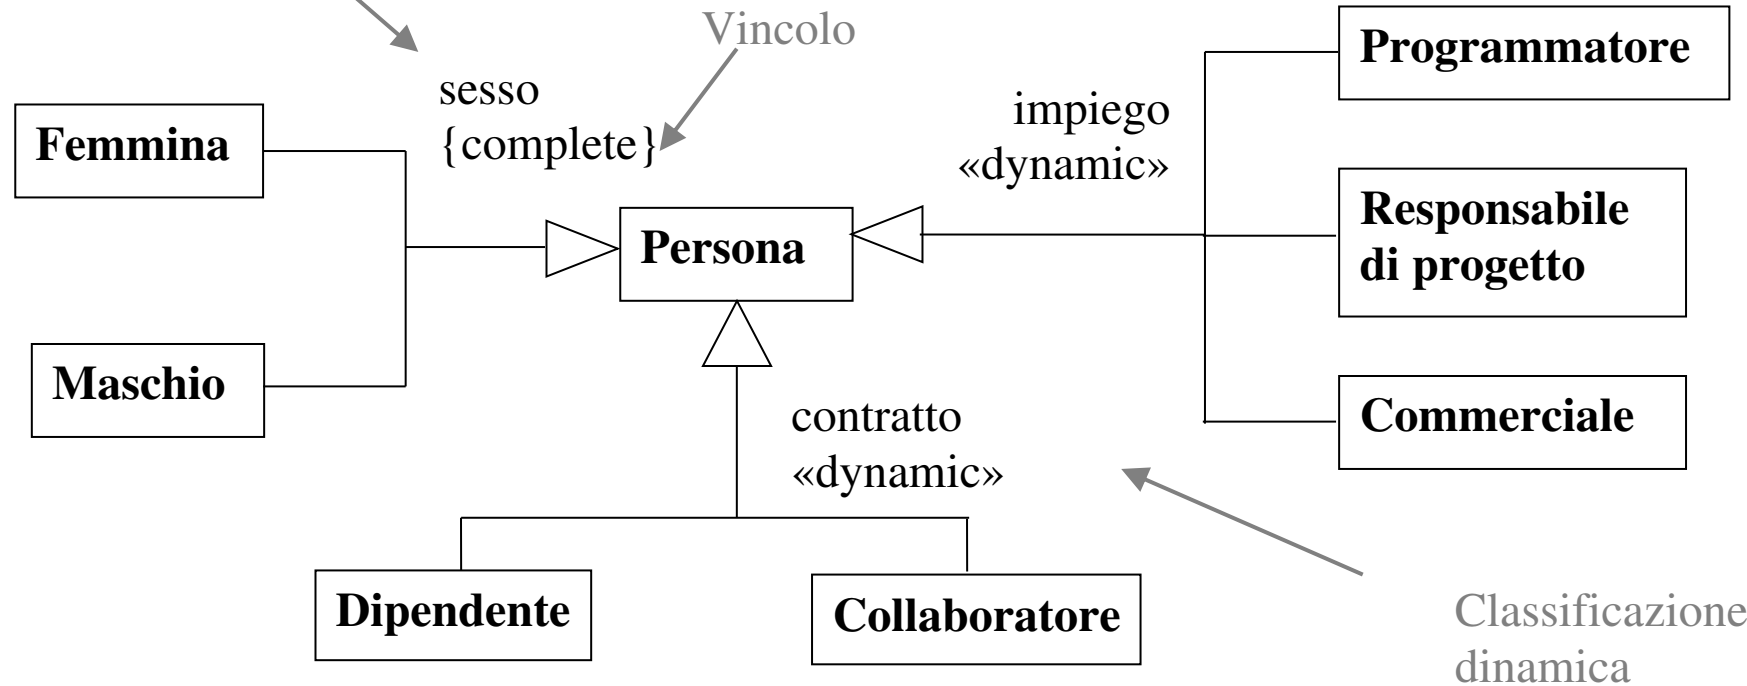 Vincolo
Programmatore
sesso
{complete}
impiego
«dynamic»
Femmina
Responsabile
di progetto
Persona
Maschio
contratto
«dynamic»
Commerciale
Dipendente
Collaboratore
Classificazione
dinamica